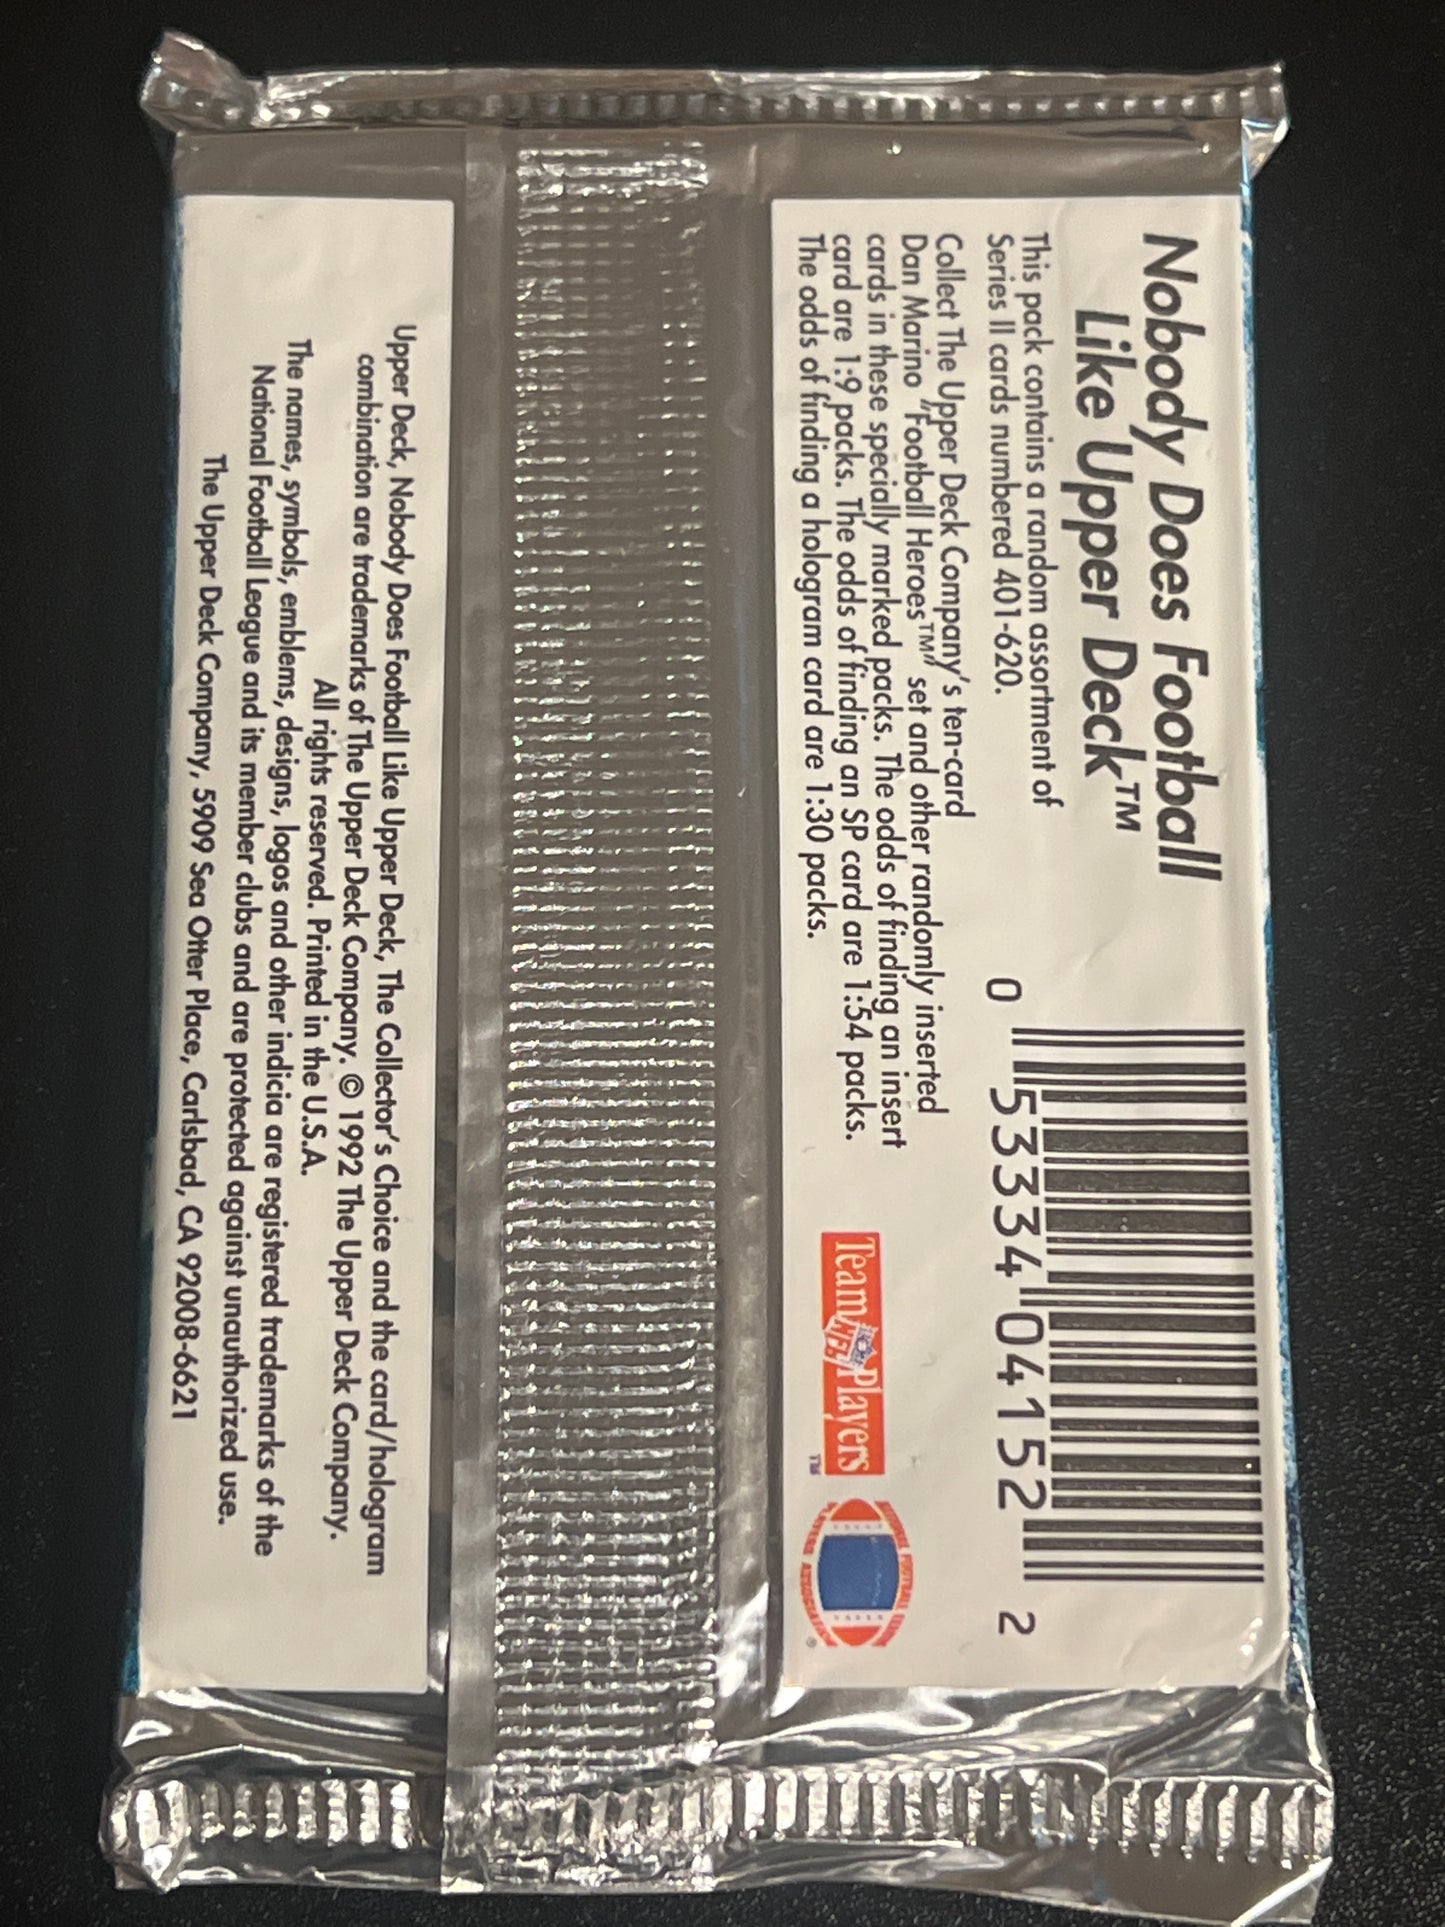 Nobody Does Football
Like Upper Deck™
This pack contains a random assortment of
Series II cards numbered 401-620.
Collect The Upper Deck Company's ten-card
Dan Marino "Football Heroes™" set and other randomly inserted
cards in these specially marked packs. The odds of finding an insert
card are 1:9 packs. The odds of finding an SP card are 1:54 packs.
The odds of finding a hologram card are 1:30 packs.
0 53334 04152 2
Team NFL Players ™
NATIONAL FOOTBALL LEAGUE
PLAYERS ASSOCIATION ®
Upper Deck, Nobody Does Football Like Upper Deck, The Collector's Choice and the card/hologram
combination are trademarks of The Upper Deck Company. © 1992 The Upper Deck Company.
All rights reserved. Printed in the U.S.A.
The names, symbols, emblems, designs, logos and other indicia are registered trademarks of the
National Football League and its member clubs and are protected against unauthorized use.
The Upper Deck Company, 5909 Sea Otter Place, Carlsbad, CA 92008-6621